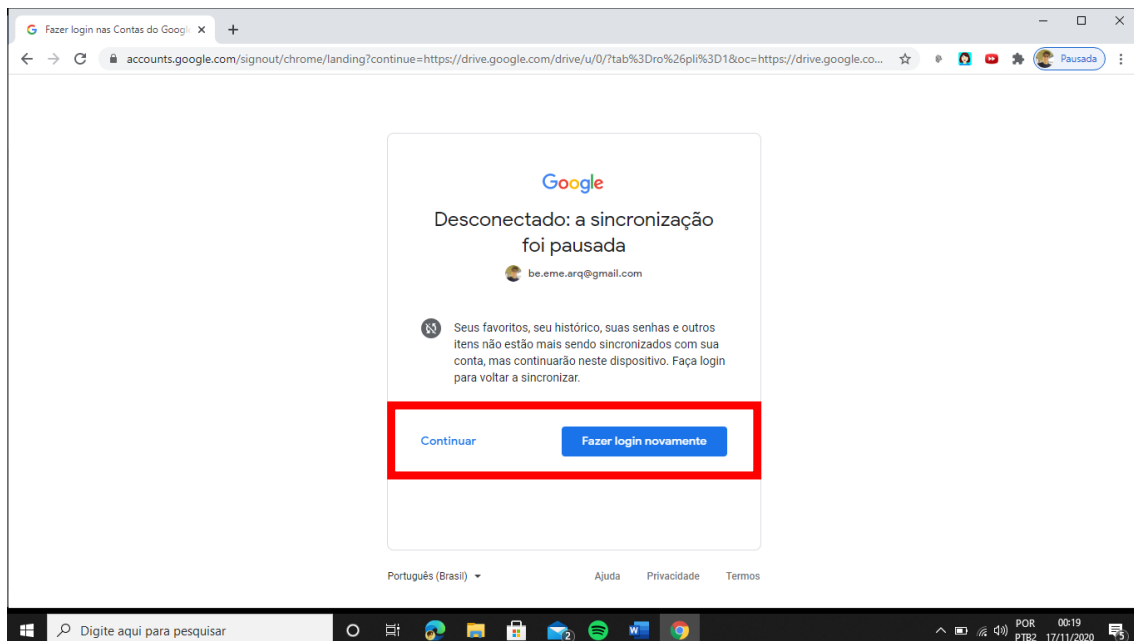 Fazer login nas Contas do Googl
accounts.google.com/signout/chrome/landing?continue=https://drive.google.com/drive/u/0/?tab%3Dro%26pli%3D1&oc=https://drive.google.co...
Pausada
Google
Desconectado: a sincronização
foi pausada
be.eme.arq@gmail.com
Seus favoritos, seu histórico, suas senhas e outros
itens não estão mais sendo sincronizados com sua
conta, mas continuarão neste dispositivo. Faça login
para voltar a sincronizar.
Continuar
Fazer login novamente
Português (Brasil)
Ajuda
Privacidade
Termos
Digite aqui para pesquisar
2
POR
PTB2
00:19
17/11/2020
5